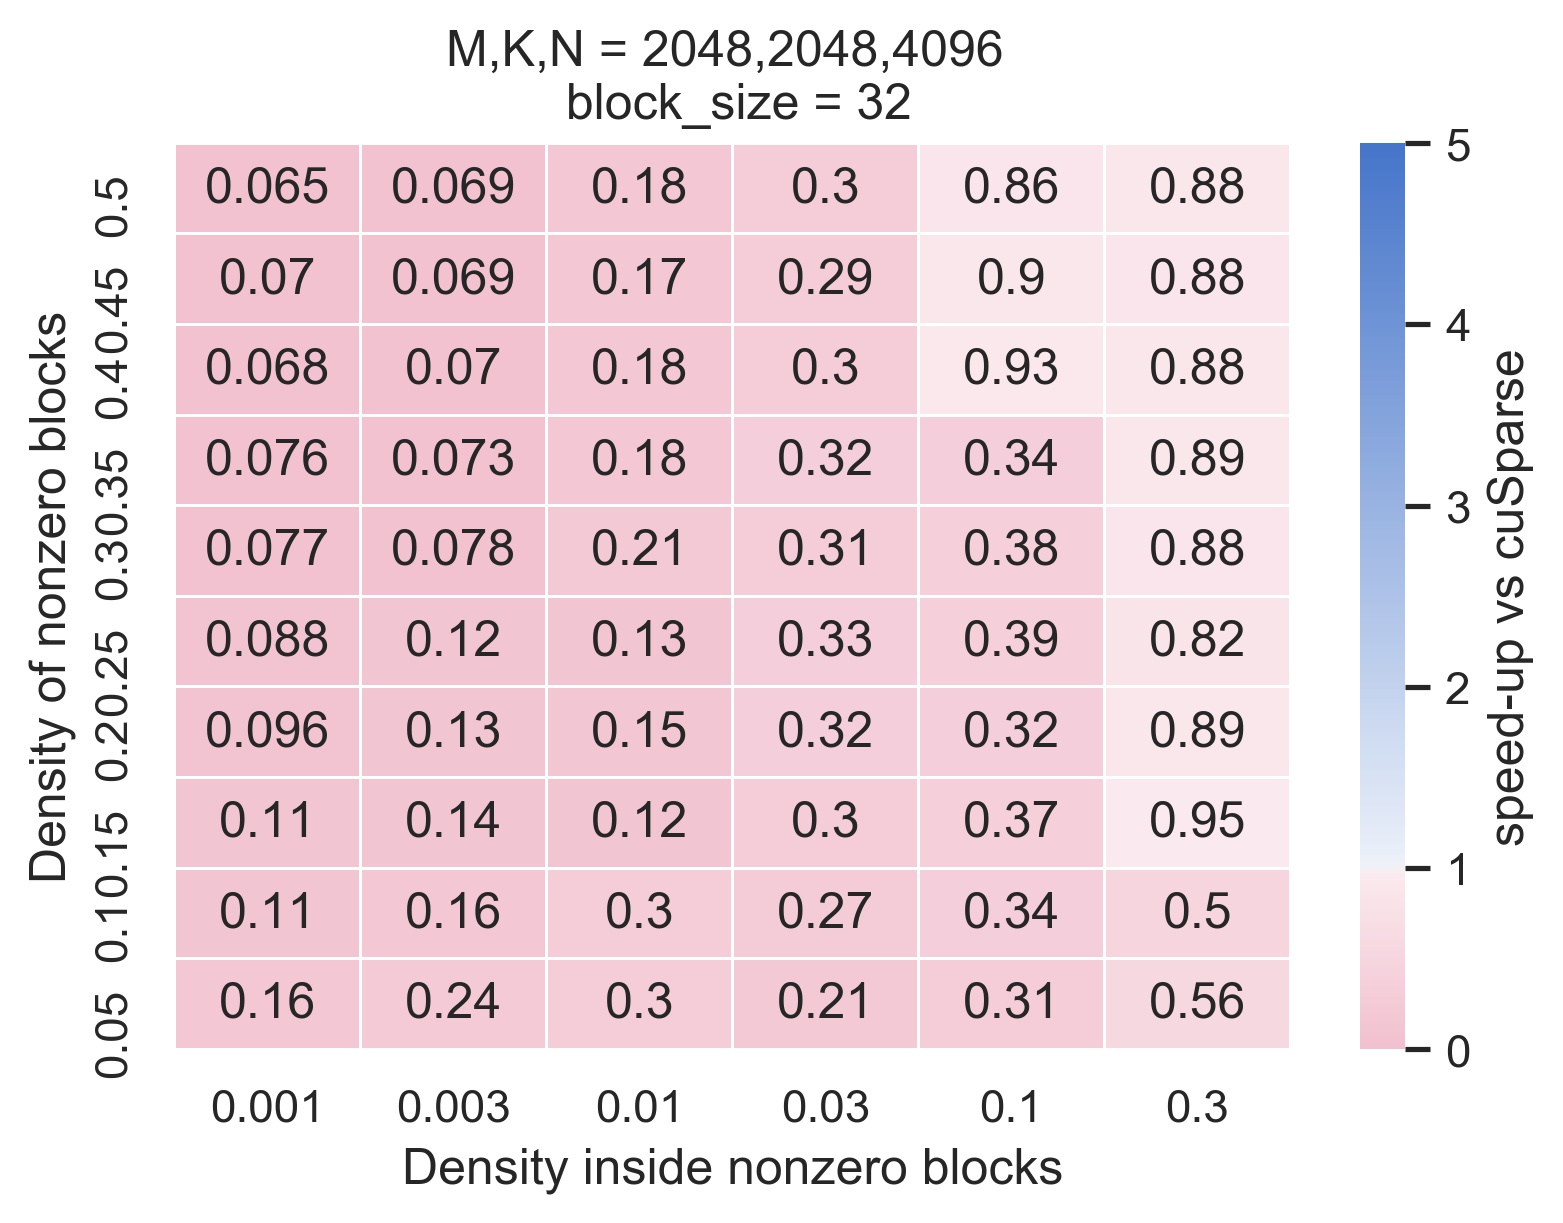 M,K,N = 2048,2048,4096
block_size = 32
Density of nonzero blocks
0.5 0.065 0.069 0.18 0.3 0.86 0.88
0.45 0.07 0.069 0.17 0.29 0.9 0.88
0.4 0.068 0.07 0.18 0.3 0.93 0.88
0.35 0.076 0.073 0.18 0.32 0.34 0.89
0.3 0.077 0.078 0.21 0.31 0.38 0.88
0.25 0.088 0.12 0.13 0.33 0.39 0.82
0.2 0.096 0.13 0.15 0.32 0.32 0.89
0.15 0.11 0.14 0.12 0.3 0.37 0.95
0.1 0.11 0.16 0.3 0.27 0.34 0.5
0.05 0.16 0.24 0.3 0.21 0.31 0.56
0.001 0.003 0.01 0.03 0.1 0.3
Density inside nonzero blocks
5
4
3
2
1
0
speed-up vs cuSparse